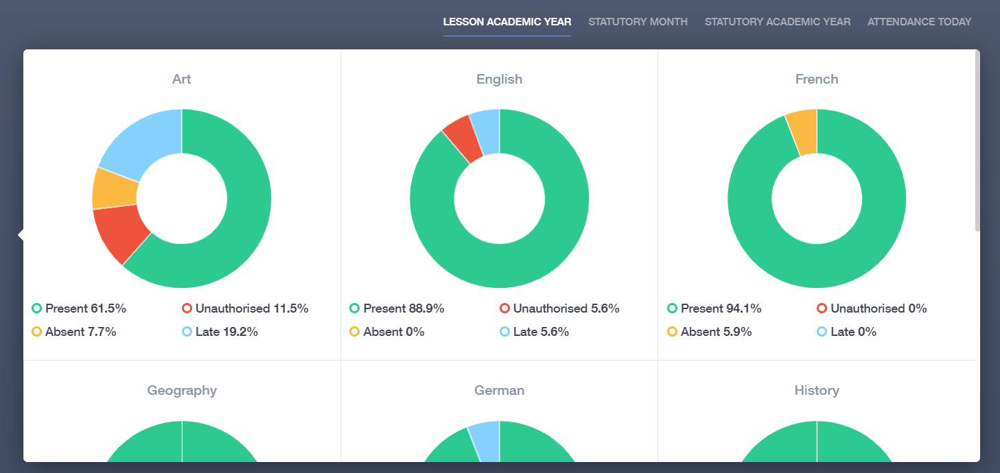 LESSON ACADEMIC YEAR STATUTORY MONTH STATUTORY ACADEMIC YEAR ATTENDANCE TODAY
Art
Present 61.5% Unauthorised 11.5%
Absent 7.7% Late 19.2%
English
Present 88.9% Unauthorised 5.6%
Absent 0% Late 5.6%
French
Present 94.1% Unauthorised 0%
Absent 5.9% Late 0%
Geography
German
History